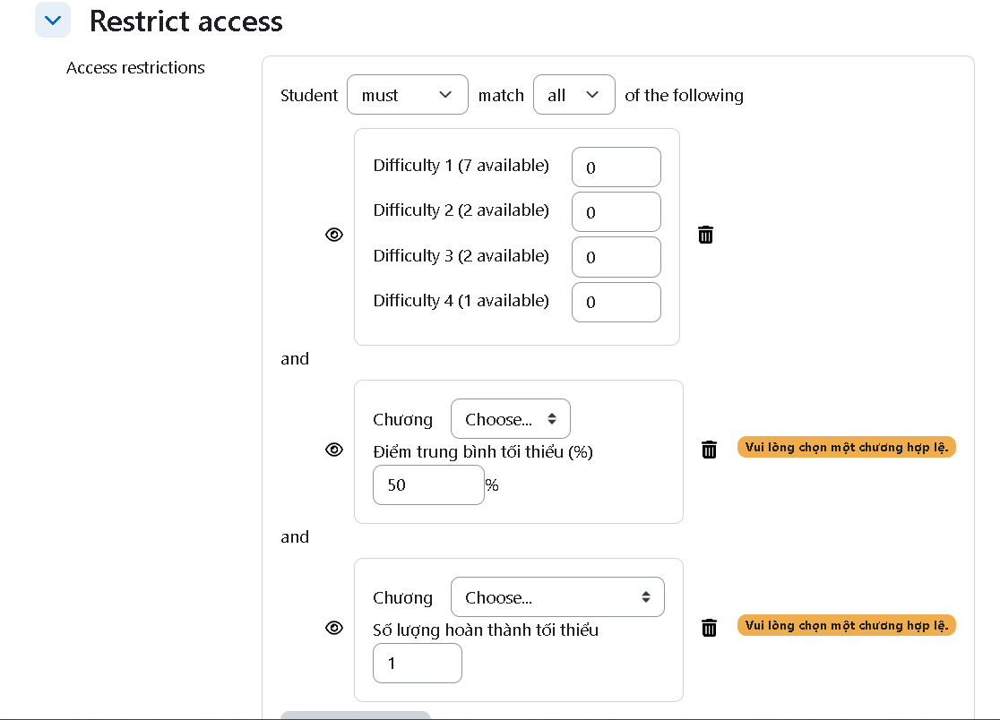 Restrict access
Access restrictions
Student must match all of the following
Difficulty 1 (7 available) 0
Difficulty 2 (2 available) 0
Difficulty 3 (2 available) 0
Difficulty 4 (1 available) 0
and
Chương Choose...
Điểm trung bình tối thiểu (%)
50 %
Vui lòng chọn một chương hợp lệ.
and
Chương Choose...
Số lượng hoàn thành tối thiểu
1
Vui lòng chọn một chương hợp lệ.